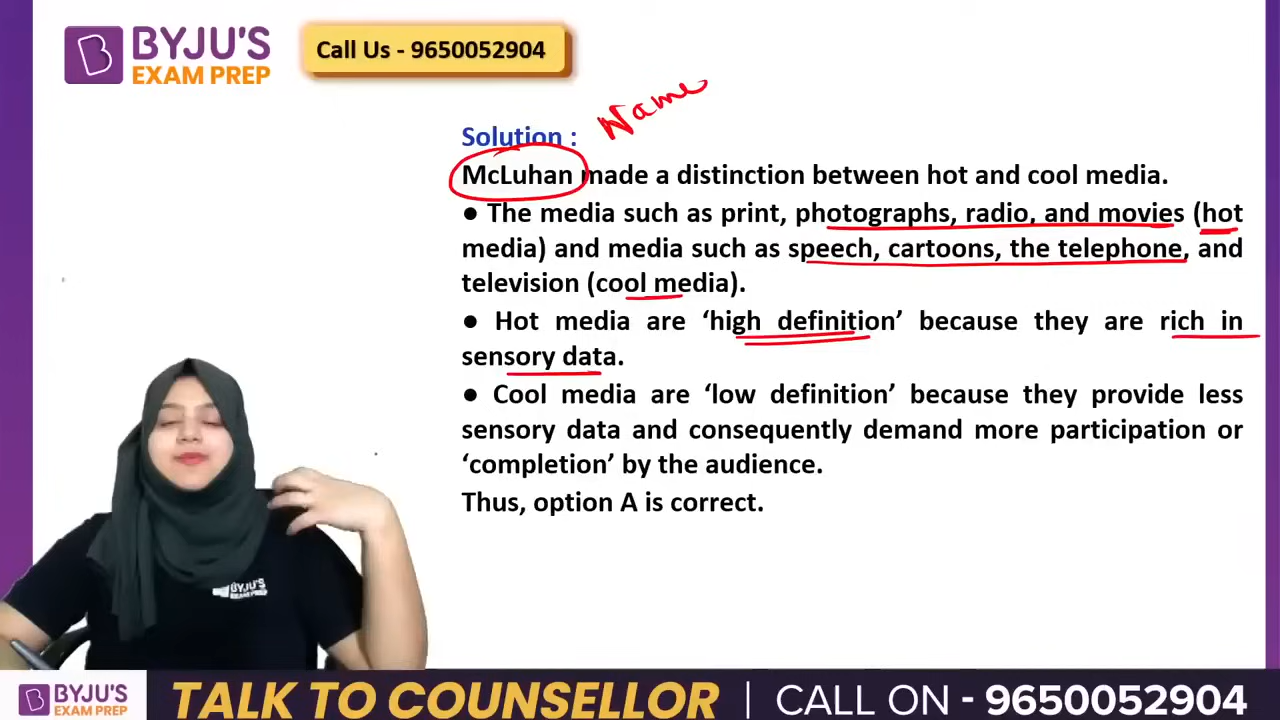 BYJU'S
EXAM PREP
Call Us - 9650052904
Name
Solution :
McLuhan made a distinction between hot and cool media.
● The media such as print, photographs, radio, and movies (hot
media) and media such as speech, cartoons, the telephone, and
television (cool media).
● Hot media are ‘high definition’ because they are rich in
sensory data.
● Cool media are ‘low definition’ because they provide less
sensory data and consequently demand more participation or
‘completion’ by the audience.
Thus, option A is correct.
BYJU'S
EXAM PREP
BYJU'S
EXAM PREP
TALK TO COUNSELLOR | CALL ON - 9650052904